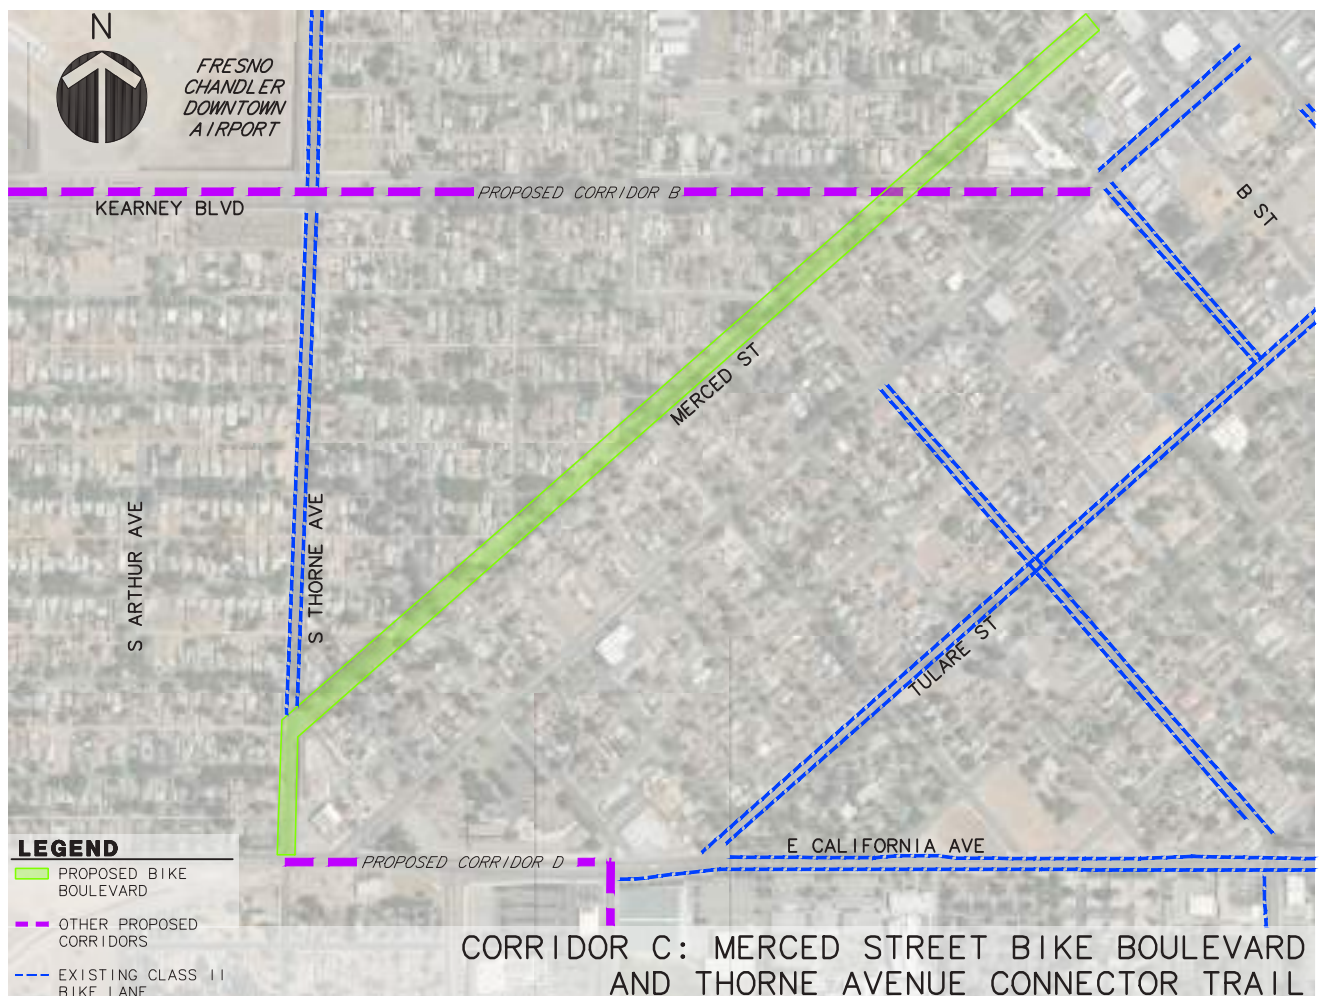 N
FRESNO
CHANDLER
DOWNTOWN
AIRPORT
PROPOSED CORRIDOR B
KEARNEY BLVD
B ST
MERCED ST
S ARTHUR AVE
S THORNE AVE
TULARE ST
E CALIFORNIA AVE
PROPOSED CORRIDOR D
LEGEND
PROPOSED BIKE
BOULEVARD
OTHER PROPOSED
CORRIDORS
EXISTING CLASS II
BIKE LANE
CORRIDOR C: MERCED STREET BIKE BOULEVARD
AND THORNE AVENUE CONNECTOR TRAIL